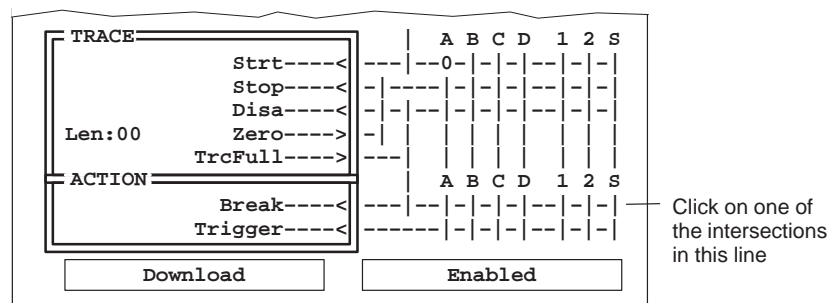 TRACE | A B C D 1 2 S
Strt----< ---|--0-|-|-|--|-|-|
Stop----< -|----|-|-|-|--|-|-|
Disa----< -|-|--|-|-|-|--|-|-|
Len:00 Zero----> -| | | | | | | | |
TrcFull----> ---| | | | | | | |
ACTION | A B C D 1 2 S
Break----< ---|--|-|-|-|--|-|-|
Trigger----< ------|-|-|-|--|-|-|
Click on one of
the intersections
in this line
Download Enabled